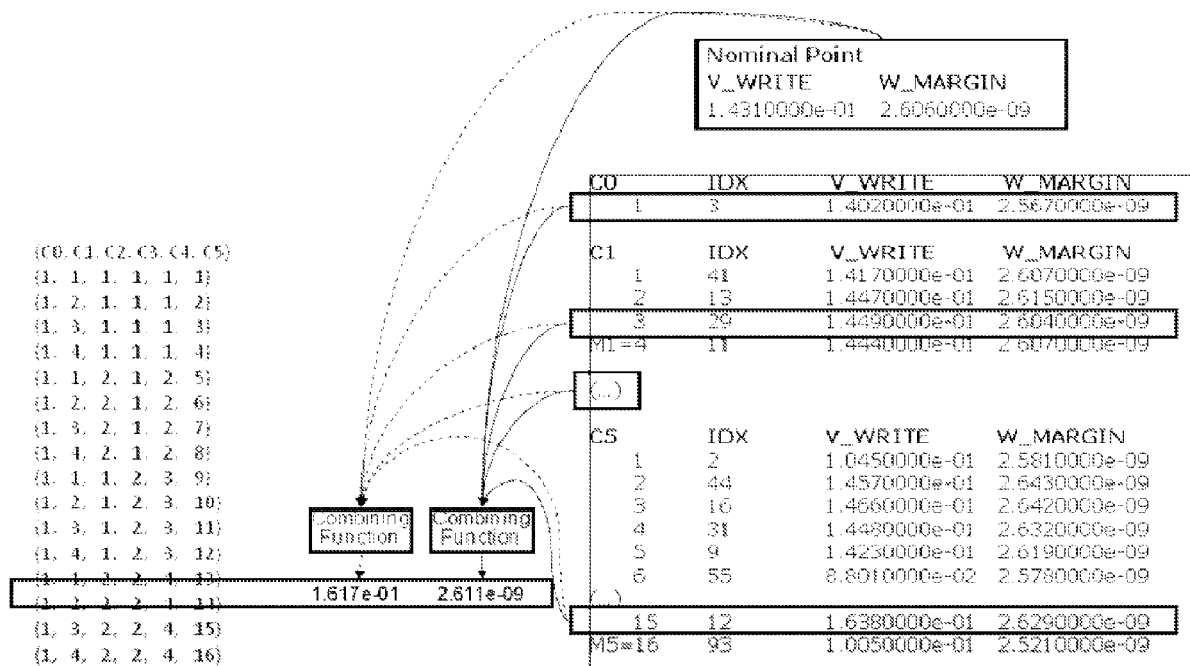 Nominal Point
V_WRITE W_MARGIN
1.4310000e-01 2.6060000e-09
C0 IDX V_WRITE W_MARGIN
1 3 1.4020000e-01 2.5670000e-09
C1 IDX V_WRITE W_MARGIN
1 41 1.4170000e-01 2.6070000e-09
2 13 1.4470000e-01 2.6150000e-09
3 29 1.4490000e-01 2.6040000e-09
M1=4 11 1.4440000e-01 2.6070000e-09
(..)
C5 IDX V_WRITE W_MARGIN
1 2 1.0450000e-01 2.5810000e-09
2 44 1.4570000e-01 2.6430000e-09
3 16 1.4660000e-01 2.6420000e-09
4 31 1.4480000e-01 2.6320000e-09
5 9 1.4230000e-01 2.6190000e-09
6 55 8.8010000e-02 2.5780000e-09
(..)
15 12 1.6380000e-01 2.6290000e-09
M5=16 93 1.0050000e-01 2.5210000e-09
(C0, C1, C2, C3, C4, C5)
(1, 1, 1, 1, 1, 1)
(1, 2, 1, 1, 1, 2)
(1, 3, 1, 1, 1, 3)
(1, 4, 1, 1, 1, 4)
(1, 1, 2, 1, 2, 5)
(1, 2, 2, 1, 2, 6)
(1, 3, 2, 1, 2, 7)
(1, 4, 2, 1, 2, 8)
(1, 1, 1, 2, 3, 9)
(1, 2, 1, 2, 3, 10)
(1, 3, 1, 2, 3, 11)
(1, 4, 1, 2, 3, 12)
(1, 3, 2, 2, 4, 15)
(1, 4, 2, 2, 4, 16)
Combining Function
Combining Function
1.617e-01 2.611e-09